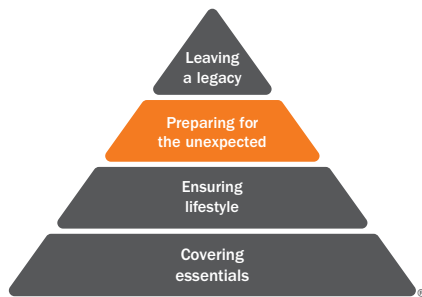 Leaving
a legacy
Preparing for
the unexpected
Ensuring
lifestyle
Covering
essentials
®